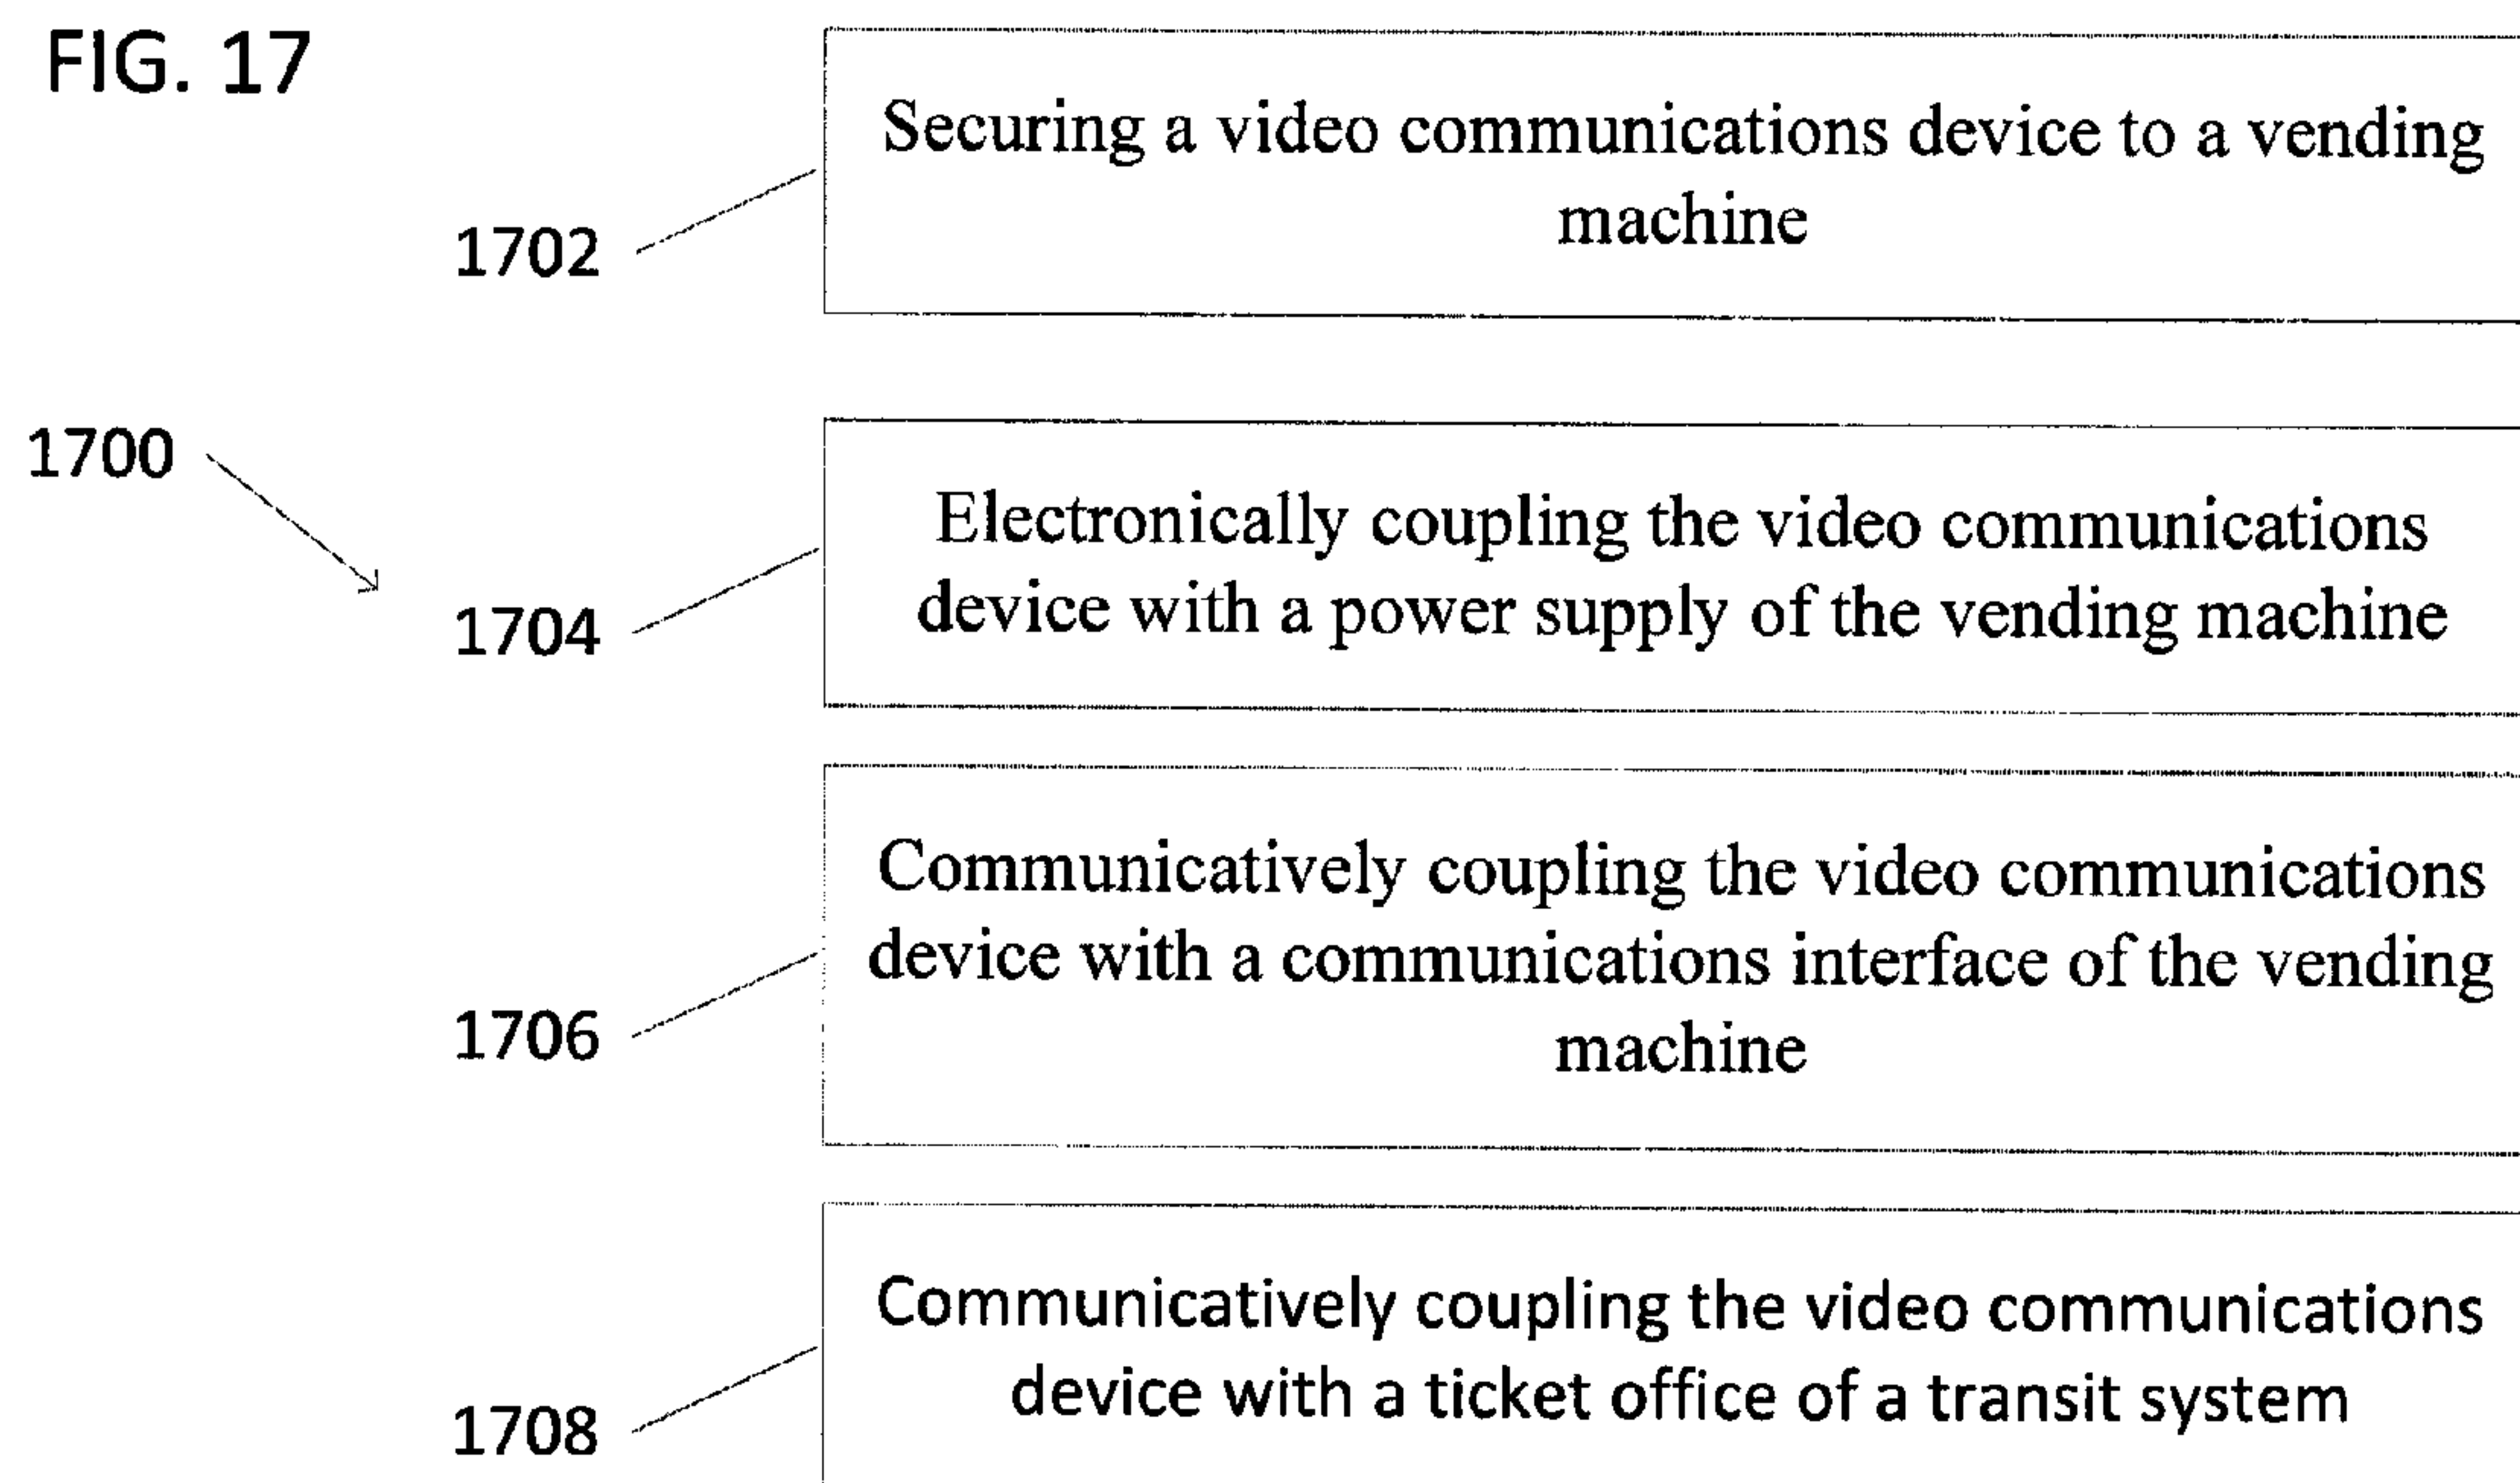 FIG. 17
Securing a video communications device to a vending
machine
1702
1700
Electronically coupling the video communications
device with a power supply of the vending machine
1704
Communicatively coupling the video communications
device with a communications interface of the vending
machine
1706
Communicatively coupling the video communications
device with a ticket office of a transit system
1708